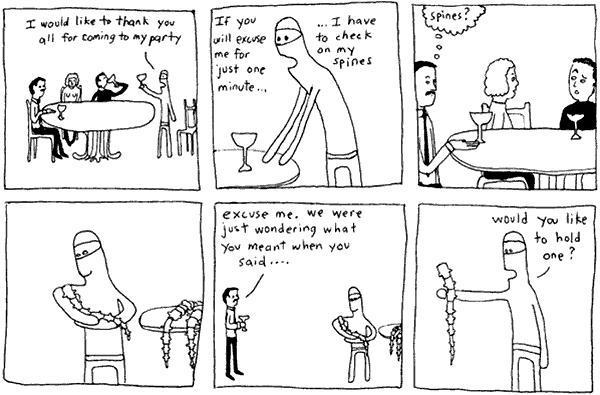 I would like to thank you
all for coming to my party
If you
will excuse
me for
just one
minute...
... I have
to check
on my
spines
spines?
excuse me. we were
just wondering what
you meant when you
said....
would you like
to hold
one?